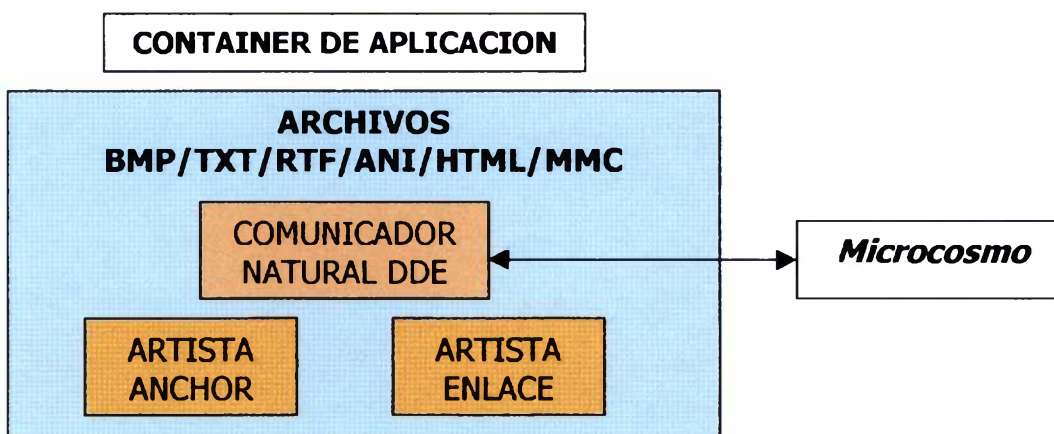 CONTAINER DE APLICACION
ARCHIVOS
BMP/TXT/RTF/ANI/HTML/MMC
COMUNICADOR
NATURAL DDE
Microcosmo
ARTISTA
ANCHOR
ARTISTA
ENLACE